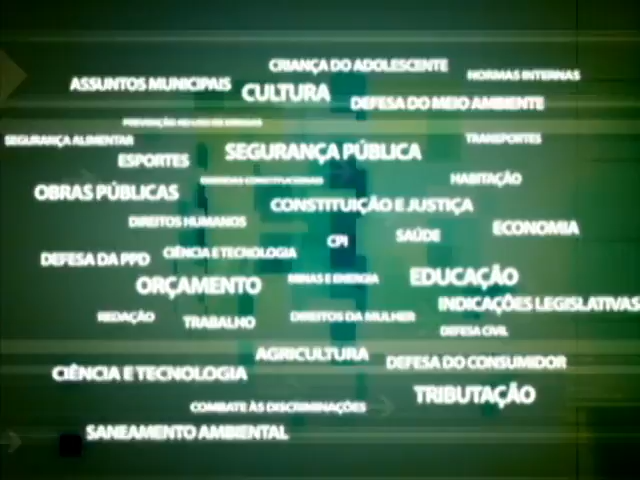 CRIANÇA DO ADOLESCENTE
NORMAS INTERNAS
ASSUNTOS MUNICIPAIS
CULTURA
DEFESA DO MEIO AMBIENTE
SEGURANÇA ALIMENTAR
TRANSPORTES
SEGURANÇA PÚBLICA
ESPORTES
HABITAÇÃO
OBRAS PÚBLICAS
CONSTITUIÇÃO E JUSTIÇA
DIREITOS HUMANOS
ECONOMIA
CPI
SAÚDE
CIÊNCIA E TECNOLOGIA
DEFESA DA PPD
ORÇAMENTO
MINAS E ENERGIA
EDUCAÇÃO
INDICAÇÕES LEGISLATIVAS
REDAÇÃO
TRABALHO
DIREITOS DA MULHER
DEFESA CIVIL
AGRICULTURA
DEFESA DO CONSUMIDOR
CIÊNCIA E TECNOLOGIA
TRIBUTAÇÃO
COMBATE ÀS DISCRIMINAÇÕES
SANEAMENTO AMBIENTAL